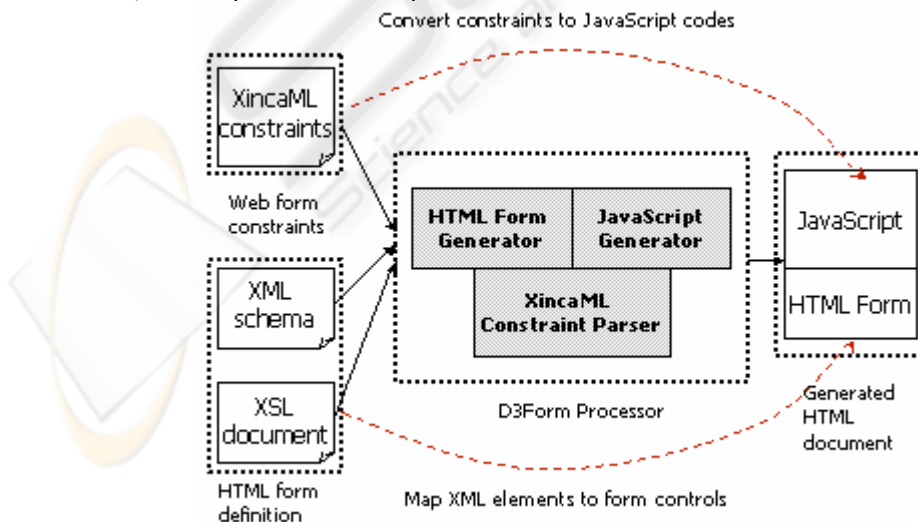 Convert constraints to JavaScript codes
XincaML
constraints
Web form
constraints
XML
schema
XSL
document
HTML form
definition
HTML Form
Generator
JavaScript
Generator
XincaML
Constraint Parser
D3Form Processor
JavaScript
HTML Form
Generated
HTML
document
Map XML elements to form controls